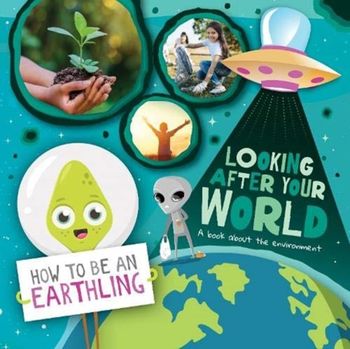 LOOKING
AFTER YOUR
WORLD
A book about the environment
HOW TO BE AN
EARTHLING